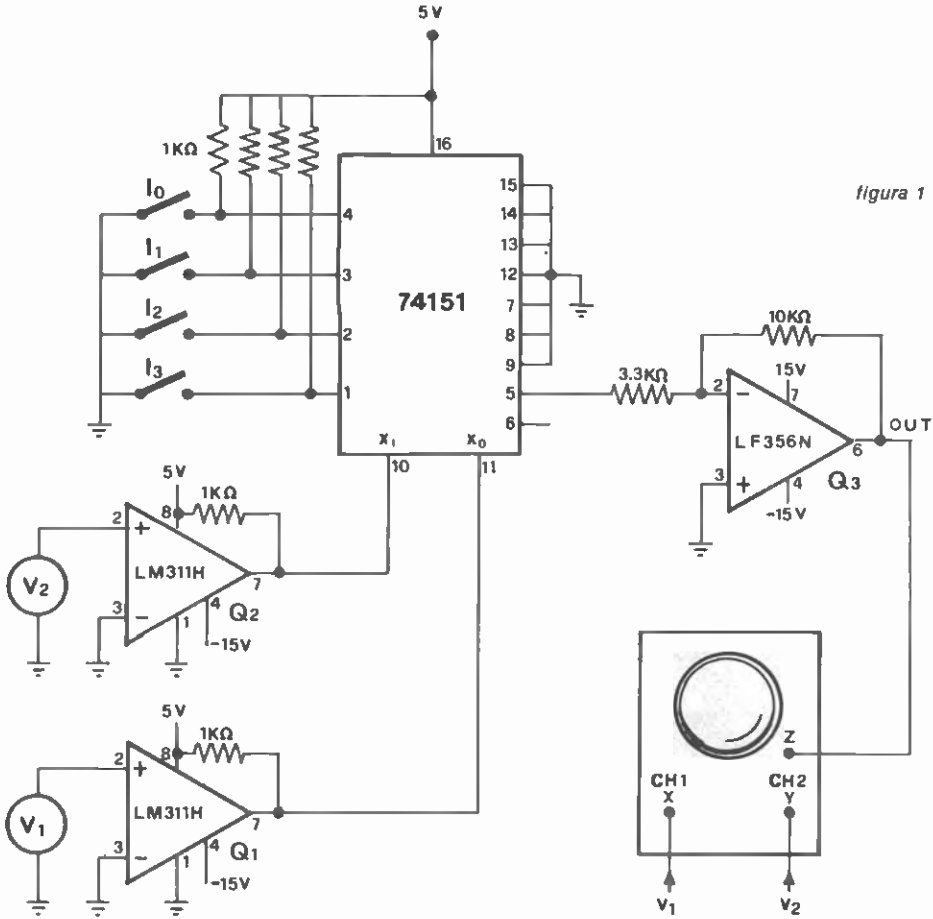 5V
1KΩ
16
I0
I1
I2
I3
4
3
2
1
74151
15
14
13
12
7
8
9
5
6
X1
X0
10
11
figura 1
10KΩ
3.3KΩ
15V
2
-
7
LF356N
6
OUT
3
+
4
-15V
Q3
5V
1KΩ
8
2
+
V2
LM311H
7
3
-
1
4
Q2
-15V
5V
1KΩ
8
2
+
V1
LM311H
7
3
-
1
4
Q1
-15V
Z
CH1
X
CH2
Y
V1
V2